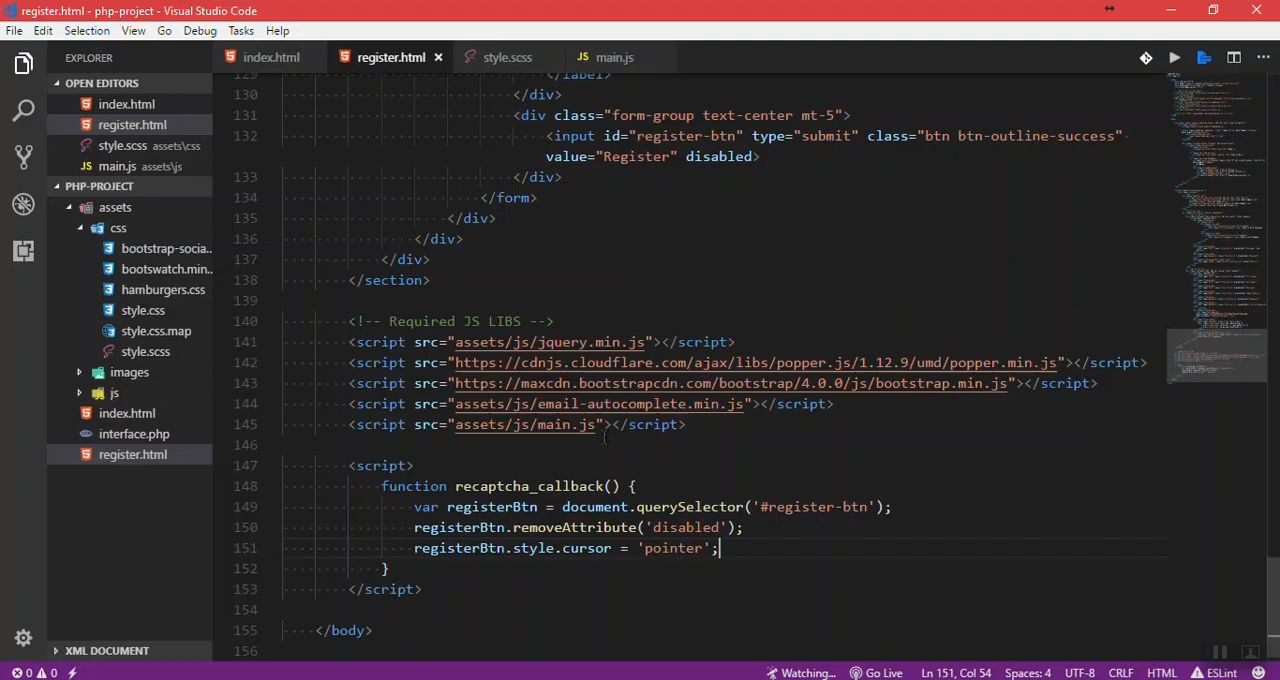 register.html - php-project - Visual Studio Code
File Edit Selection View Go Debug Tasks Help
EXPLORER
index.html
register.html
style.scss
JS main.js
OPEN EDITORS
index.html
register.html
style.scss assets\css
JS main.js assets\js
PHP-PROJECT
assets
css
bootstrap-socia...
bootswatch.min...
hamburgers.css
style.css
style.css.map
style.scss
images
js
index.html
interface.php
register.html
XML DOCUMENT
129 </label>
130 </div>
131 <div class="form-group text-center mt-5">
132 <input id="register-btn" type="submit" class="btn btn-outline-success"
value="Register" disabled>
133 </div>
134 </form>
135 </div>
136 </div>
137 </div>
138 </section>
139
140 <!-- Required JS LIBS -->
141 <script src="assets/js/jquery.min.js"></script>
142 <script src="https://cdnjs.cloudflare.com/ajax/libs/popper.js/1.12.9/umd/popper.min.js"></script>
143 <script src="https://maxcdn.bootstrapcdn.com/bootstrap/4.0.0/js/bootstrap.min.js"></script>
144 <script src="assets/js/email-autocomplete.min.js"></script>
145 <script src="assets/js/main.js"></script>
146
147 <script>
148 function recaptcha_callback() {
149 var registerBtn = document.querySelector('#register-btn');
150 registerBtn.removeAttribute('disabled');
151 registerBtn.style.cursor = 'pointer';
152 }
153 </script>
154
155 </body>
156
0 0 Watching... Go Live Ln 151, Col 54 Spaces: 4 UTF-8 CRLF HTML ESLint